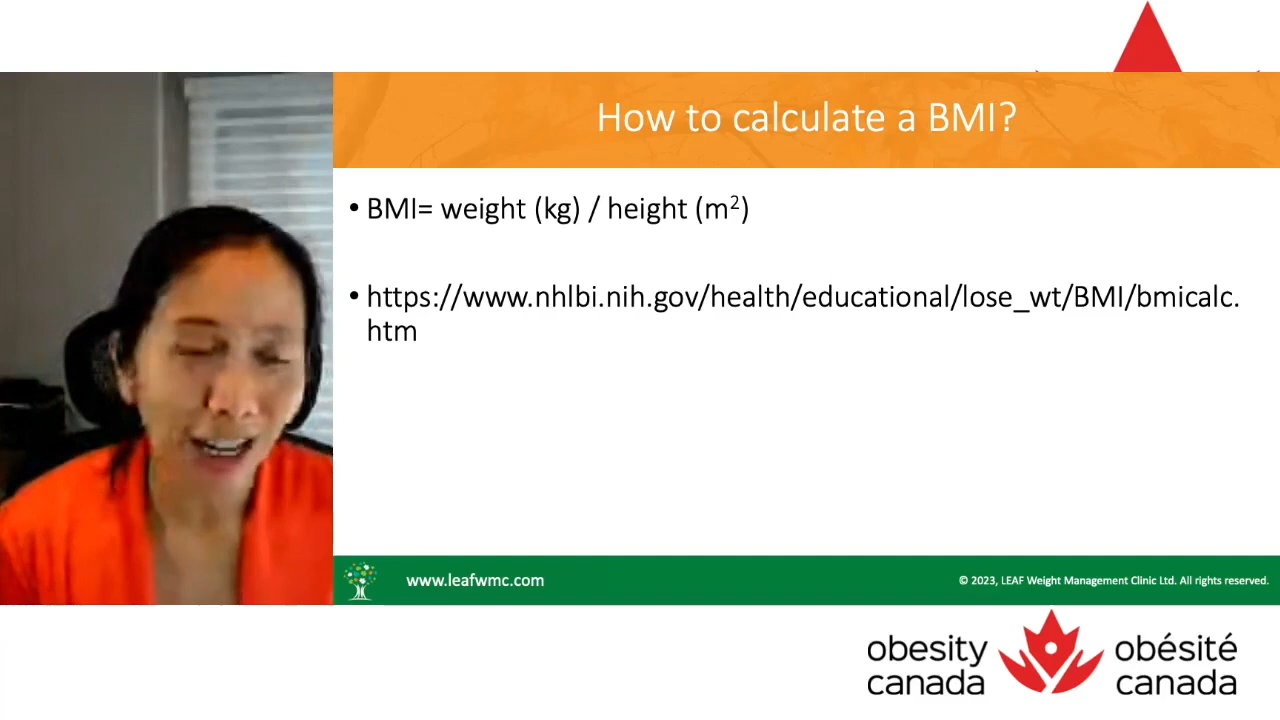 How to calculate a BMI?
• BMI= weight (kg) / height (m²)
• https://www.nhlbi.nih.gov/health/educational/lose_wt/BMI/bmicalc.
htm
www.leafwmc.com
© 2023, LEAF Weight Management Clinic Ltd. All rights reserved.
obesity
canada
obésité
canada